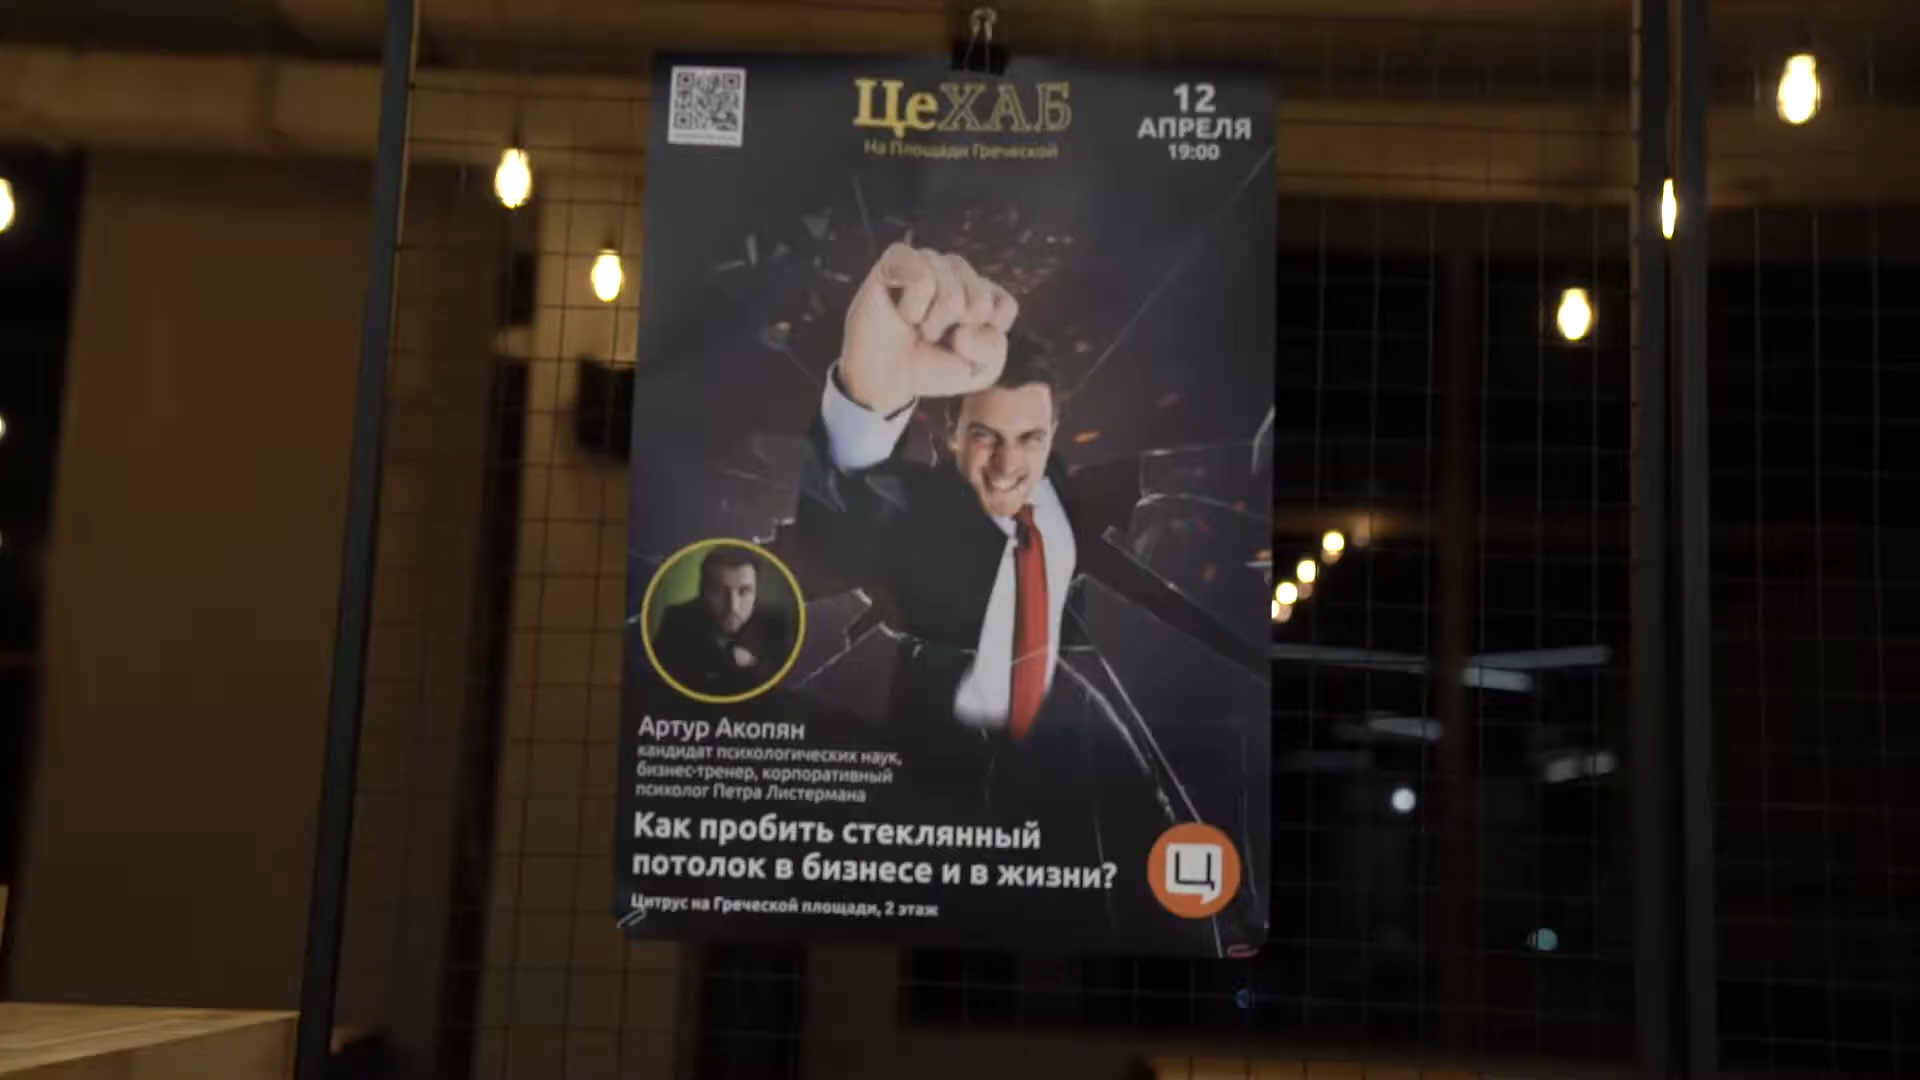 ЦеХАБ
На Площади Греческой
12
АПРЕЛЯ
19:00
Артур Акопян
кандидат психологических наук,
бизнес-тренер, корпоративный
психолог Петра Листермана
Как пробить стеклянный
потолок в бизнесе и в жизни?
Цитрус на Греческой площади, 2 этаж
Ц